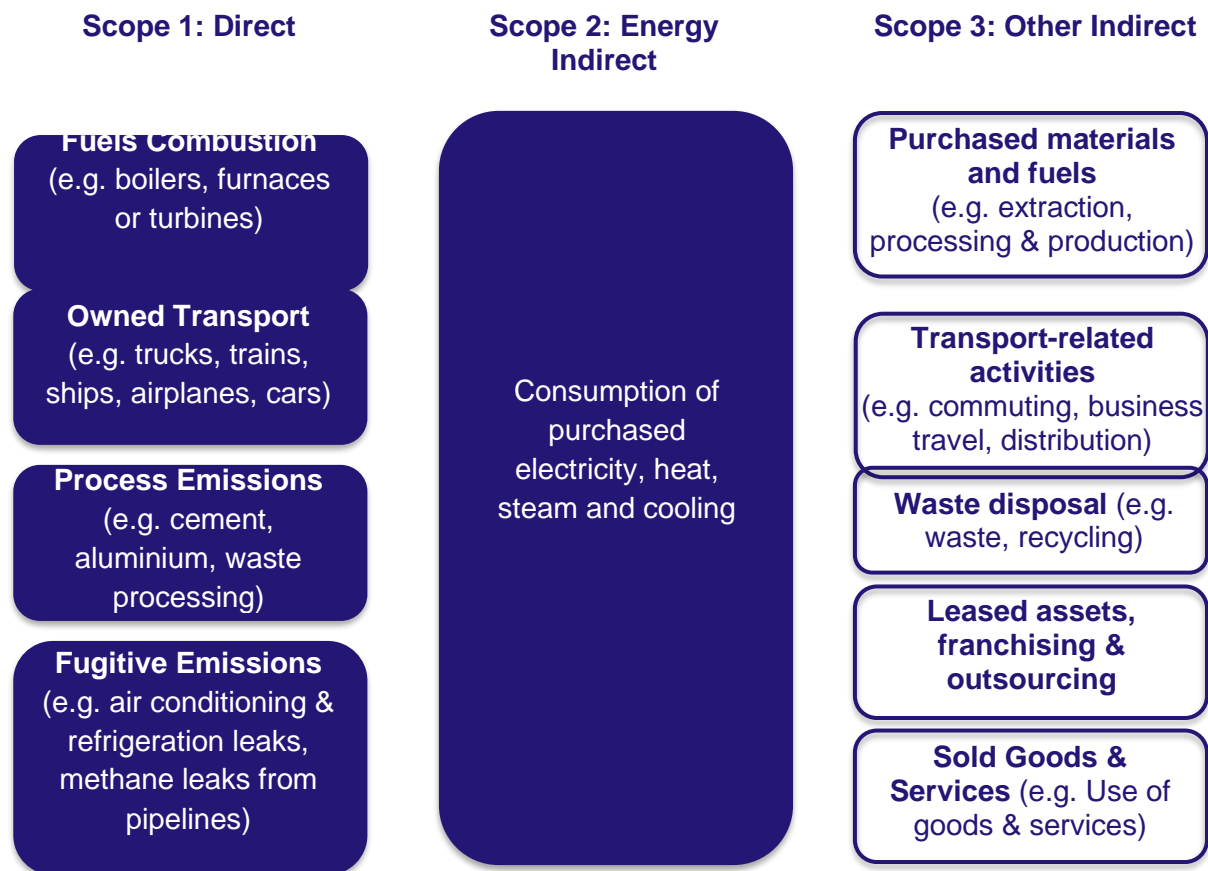 Scope 1: Direct
Fuels Combustion
(e.g. boilers, furnaces
or turbines)
Owned Transport
(e.g. trucks, trains,
ships, airplanes, cars)
Process Emissions
(e.g. cement,
aluminium, waste
processing)
Fugitive Emissions
(e.g. air conditioning &
refrigeration leaks,
methane leaks from
pipelines)
Scope 2: Energy
Indirect
Consumption of
purchased
electricity, heat,
steam and cooling
Scope 3: Other Indirect
Purchased materials
and fuels
(e.g. extraction,
processing & production)
Transport-related
activities
(e.g. commuting, business
travel, distribution)
Waste disposal (e.g.
waste, recycling)
Leased assets,
franchising &
outsourcing
Sold Goods &
Services (e.g. Use of
goods & services)